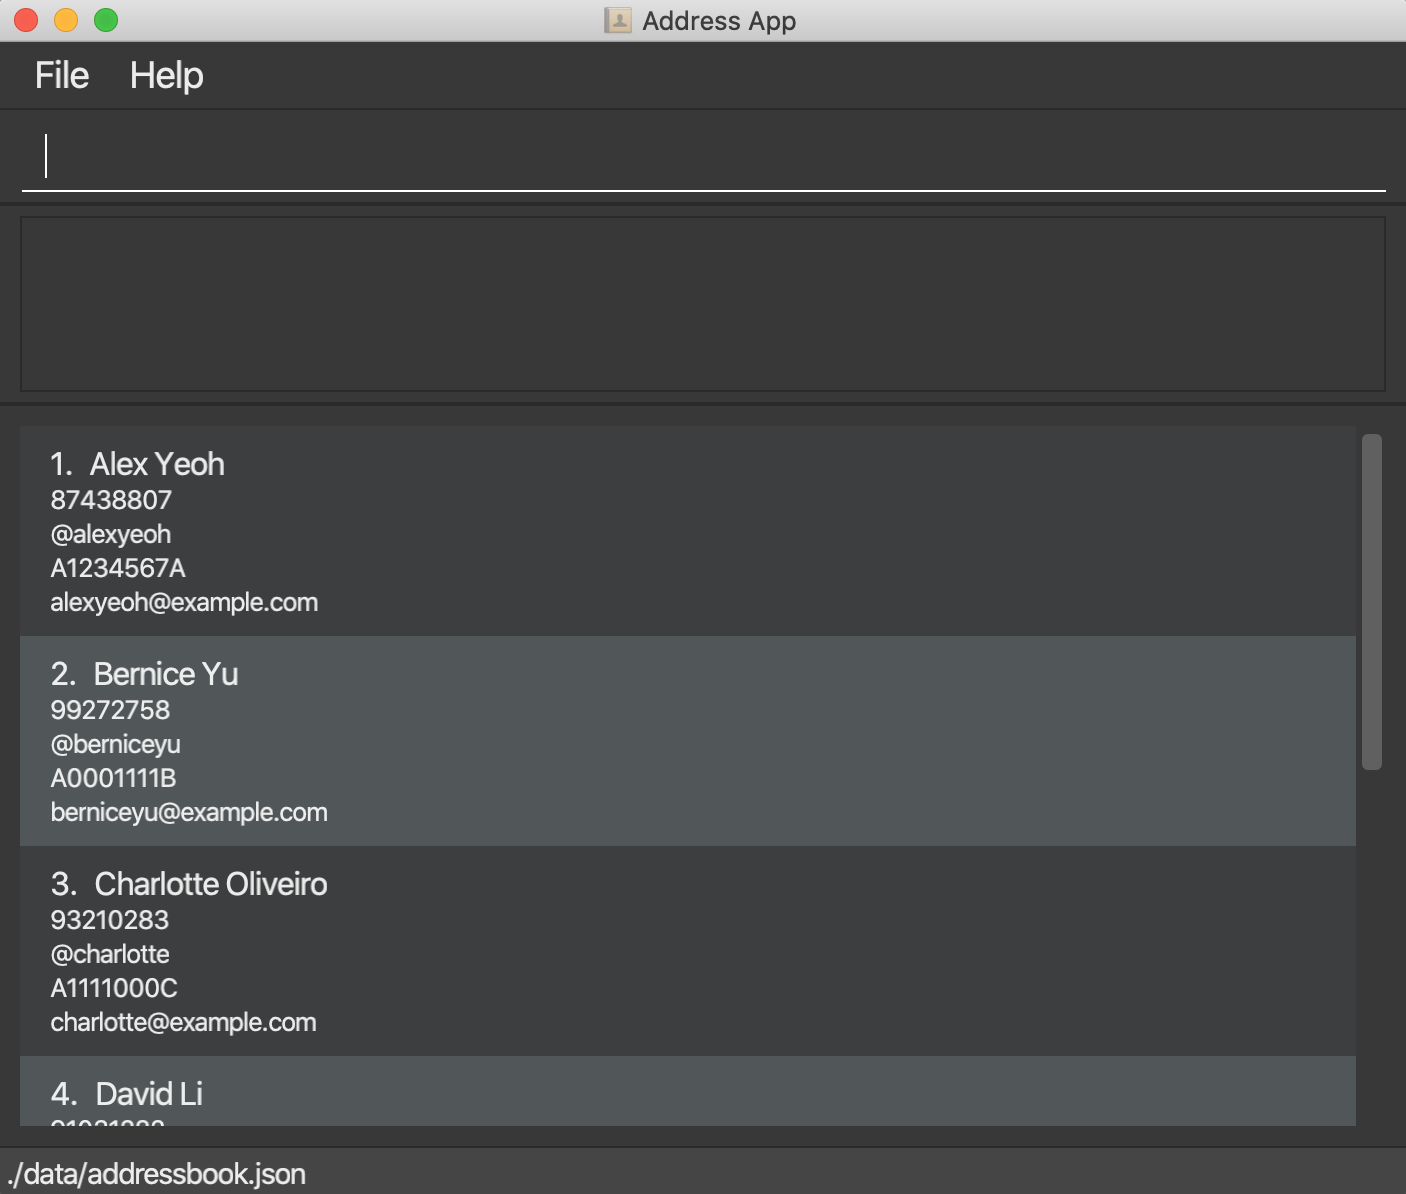 Address App
File Help
1. Alex Yeoh
87438807
@alexyeoh
A1234567A
alexyeoh@example.com
2. Bernice Yu
99272758
@berniceyu
A0001111B
berniceyu@example.com
3. Charlotte Oliveiro
93210283
@charlotte
A1111000C
charlotte@example.com
4. David Li
./data/addressbook.json